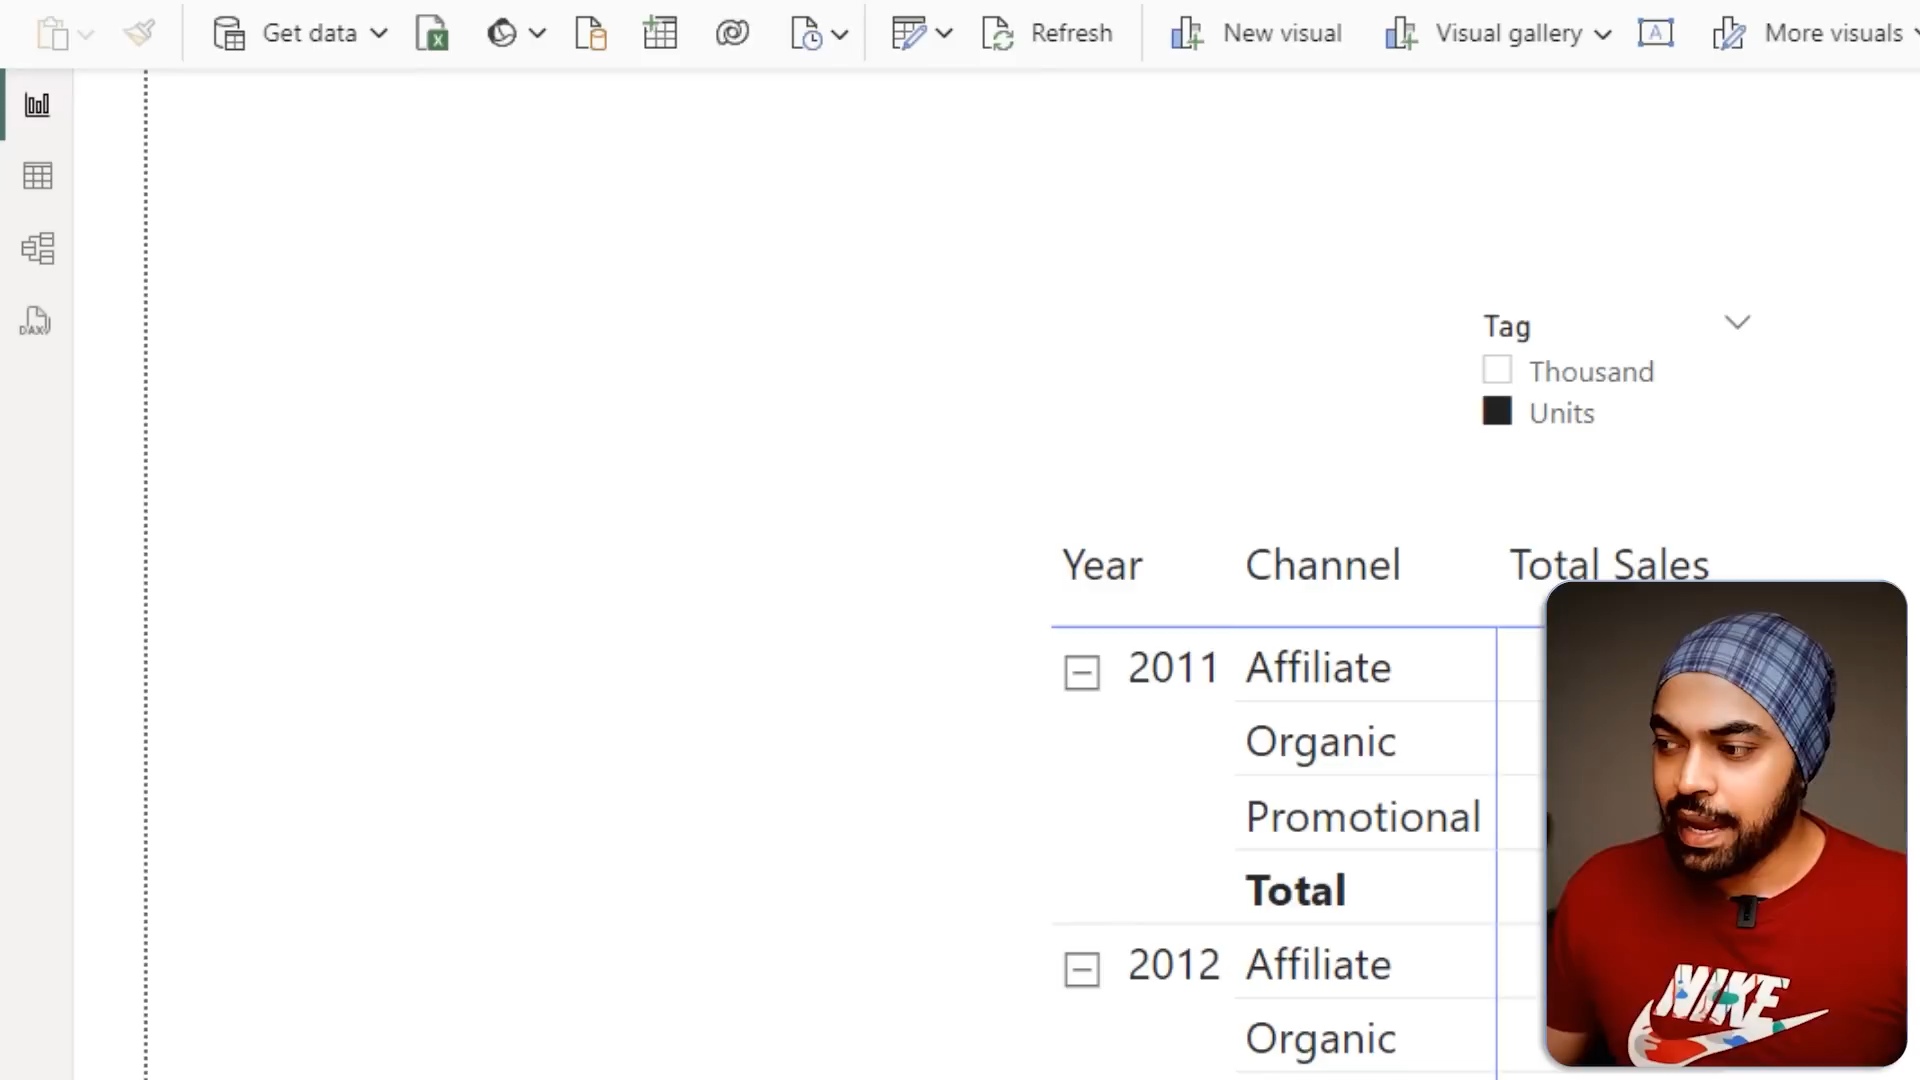 Get data
Refresh
New visual
Visual gallery
A
More visuals
DAX
Tag
Thousand
Units
Year Channel Total Sales
2011 Affiliate
Organic
Promotional
Total
2012 Affiliate
Organic
NIKE